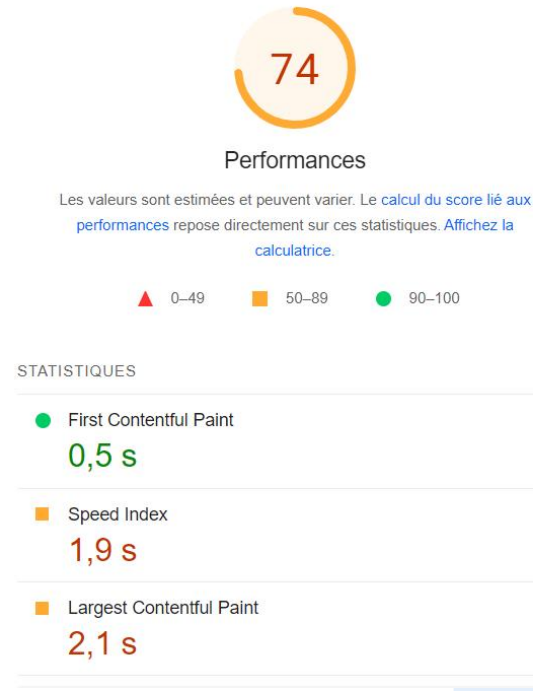 74
Performances
Les valeurs sont estimées et peuvent varier. Le calcul du score lié aux
performances repose directement sur ces statistiques. Affichez la
calculatrice.
0–49 50–89 90–100
STATISTIQUES
First Contentful Paint
0,5 s
Speed Index
1,9 s
Largest Contentful Paint
2,1 s